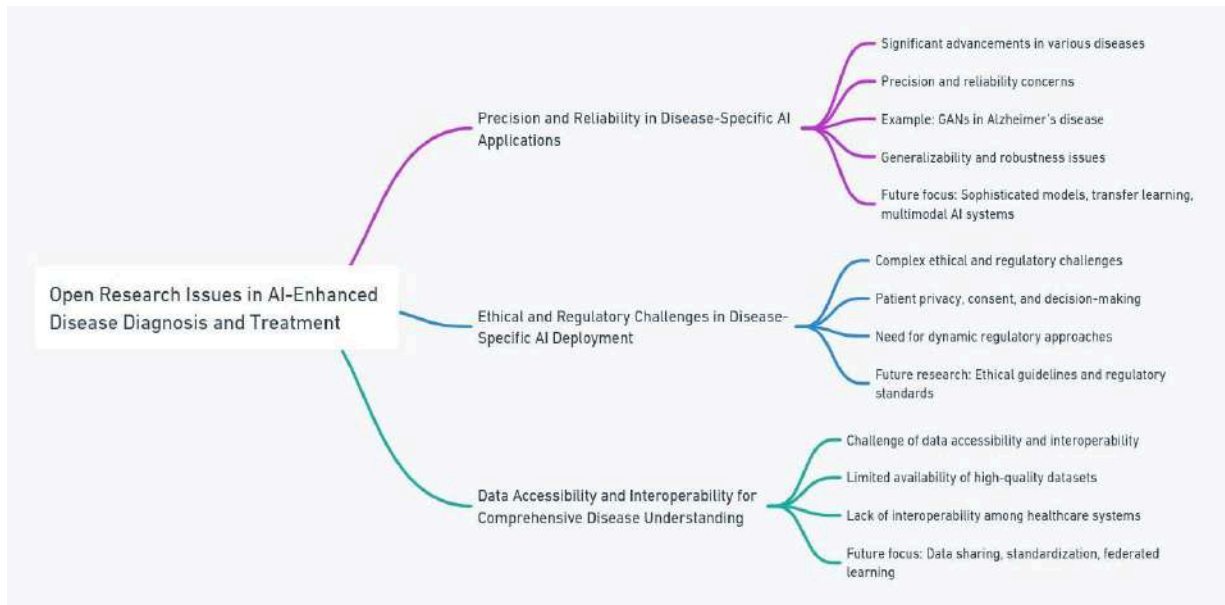 Open Research Issues in AI-Enhanced
Disease Diagnosis and Treatment
Precision and Reliability in Disease-Specific AI
Applications
Significant advancements in various diseases
Precision and reliability concerns
Example: GANs in Alzheimer's disease
Generalizability and robustness issues
Future focus: Sophisticated models, transfer learning,
multimodal AI systems
Ethical and Regulatory Challenges in Disease-
Specific AI Deployment
Complex ethical and regulatory challenges
Patient privacy, consent, and decision-making
Need for dynamic regulatory approaches
Future research: Ethical guidelines and regulatory
standards
Data Accessibility and Interoperability for
Comprehensive Disease Understanding
Challenge of data accessibility and interoperability
Limited availability of high-quality datasets
Lack of interoperability among healthcare systems
Future focus: Data sharing, standardization, federated
learning